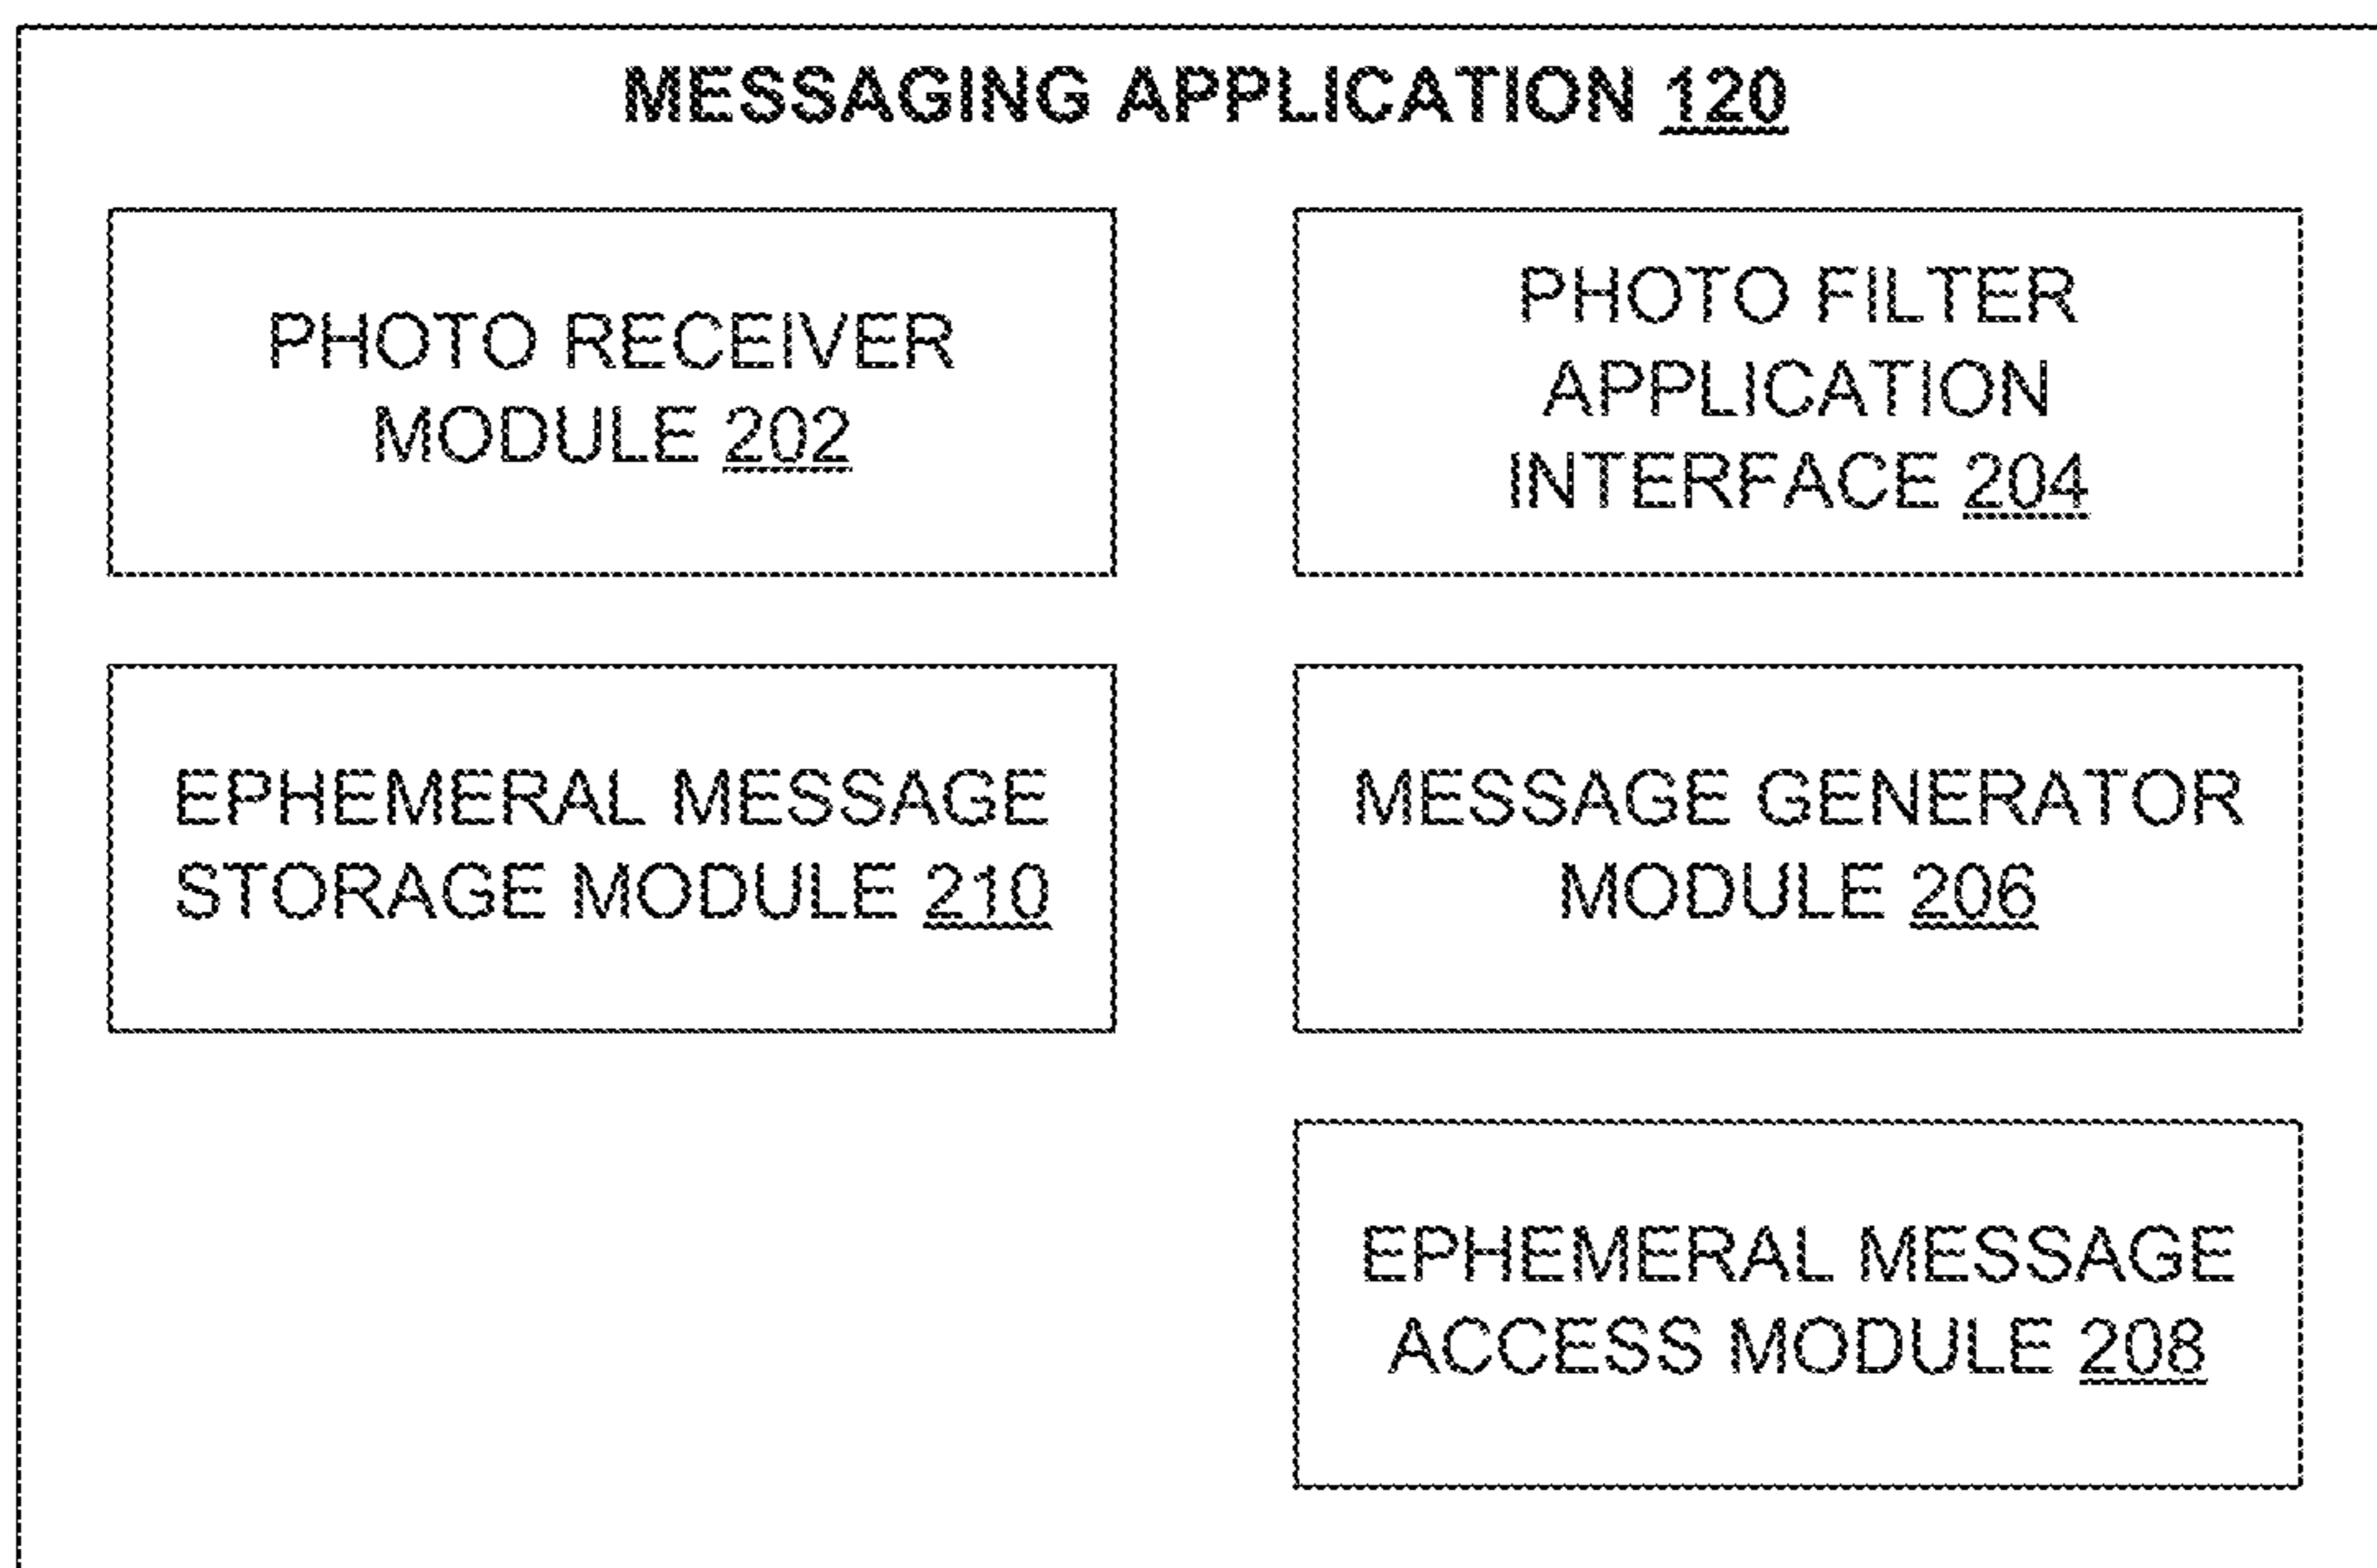 MESSAGING APPLICATION 120
PHOTO RECEIVER
MODULE 202
PHOTO FILTER
APPLICATION
INTERFACE 204
EPHEMERAL MESSAGE
STORAGE MODULE 210
MESSAGE GENERATOR
MODULE 206
EPHEMERAL MESSAGE
ACCESS MODULE 208